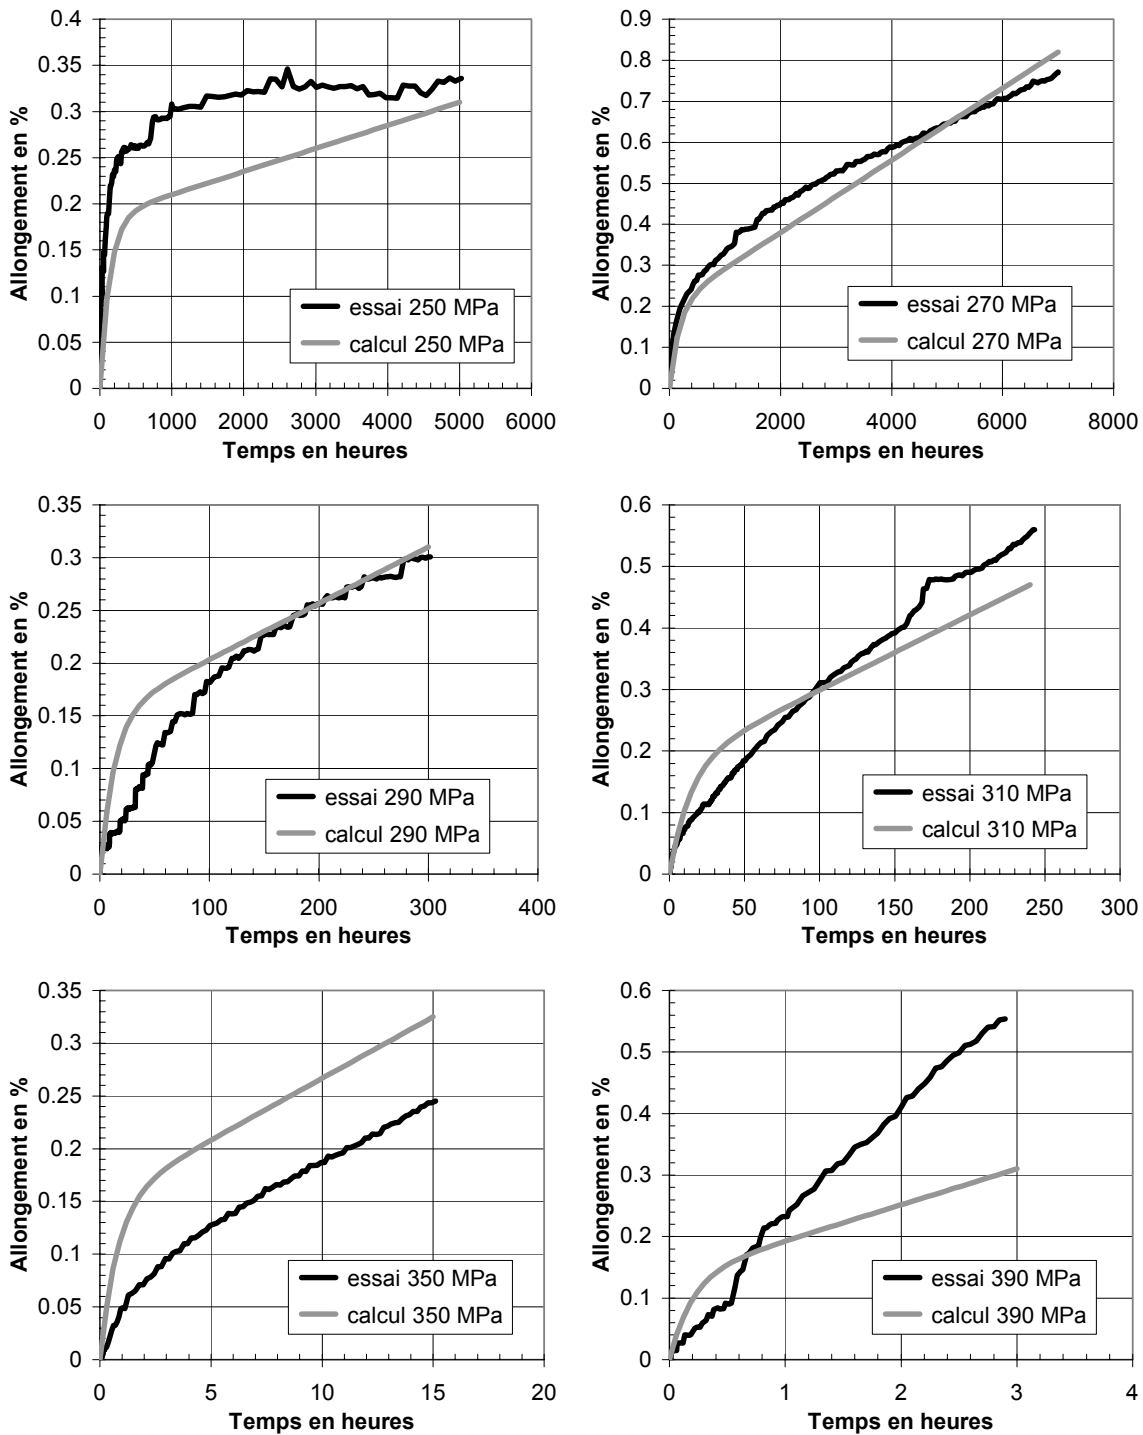 0.4
0.35
0.3
0.25
0.2
0.15
0.1
0.05
0
Allongement en %
essai 250 MPa
calcul 250 MPa
0 1000 2000 3000 4000 5000 6000
Temps en heures
0.9
0.8
0.7
0.6
0.5
0.4
0.3
0.2
0.1
0
Allongement en %
essai 270 MPa
calcul 270 MPa
0 2000 4000 6000 8000
Temps en heures
0.35
0.3
0.25
0.2
0.15
0.1
0.05
0
Allongement en %
essai 290 MPa
calcul 290 MPa
0 100 200 300 400
Temps en heures
0.6
0.5
0.4
0.3
0.2
0.1
0
Allongement en %
essai 310 MPa
calcul 310 MPa
0 50 100 150 200 250 300
Temps en heures
0.35
0.3
0.25
0.2
0.15
0.1
0.05
0
Allongement en %
essai 350 MPa
calcul 350 MPa
0 5 10 15 20
Temps en heures
0.6
0.5
0.4
0.3
0.2
0.1
0
Allongement en %
essai 390 MPa
calcul 390 MPa
0 1 2 3 4
Temps en heures